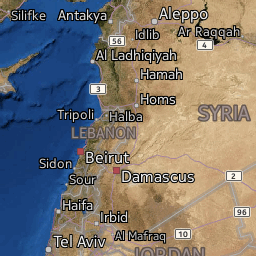 Silifke
Antakya
Aleppo
Idlib
56
4
Ar Raqqah
Al Ladhiqiyah
Hamah
3
Homs
Tripoli
Halba
SYRIA
LEBANON
Beirut
Sidon
Damascus
2
Sour
Haifa
96
Irbid
10
Al Mafraq
Tel Aviv
JORDAN